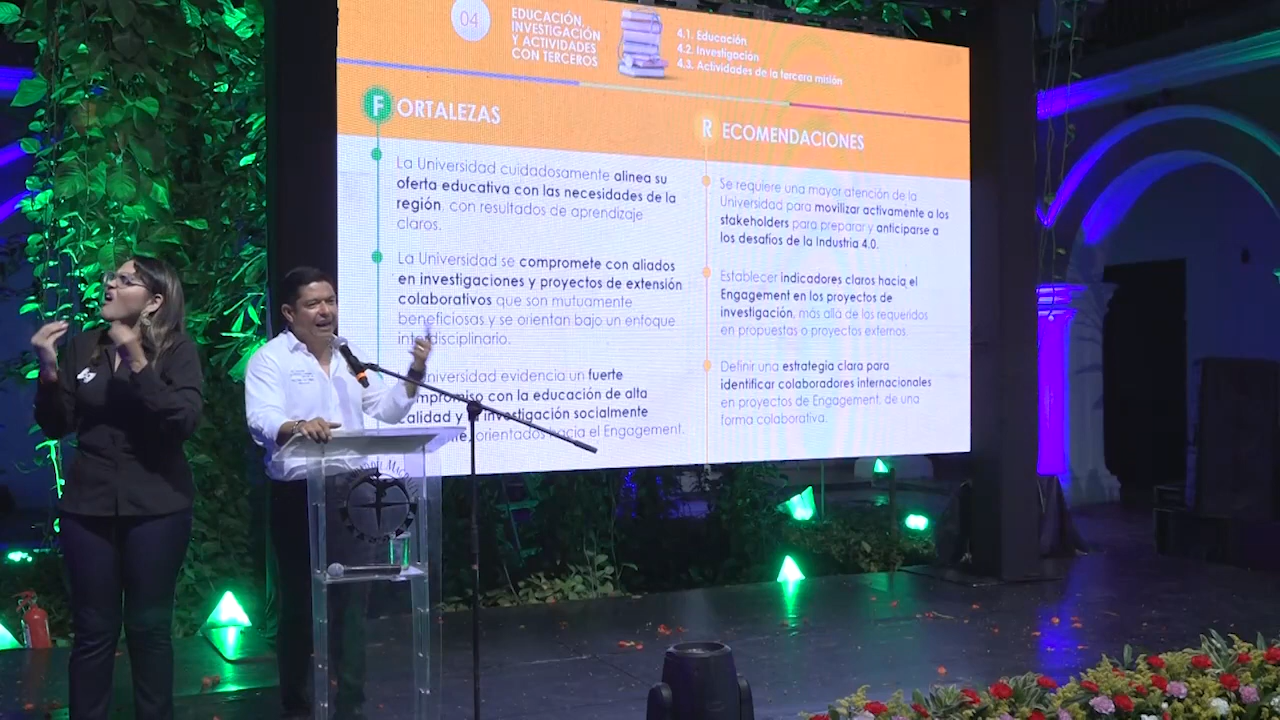 04
EDUCACIÓN,
INVESTIGACIÓN
Y ACTIVIDADES
CON TERCEROS
4.1. Educación
4.2. Investigación
4.3. Actividades de la tercera misión
FORTALEZAS
La Universidad cuidadosamente alinea su
oferta educativa con las necesidades de la
región, con resultados de aprendizaje
claros.
La Universidad se compromete con aliados
en investigaciones y proyectos de extensión
colaborativos que son mutuamente
beneficiosas y se orientan bajo un enfoque
interdisciplinario.
Universidad evidencia un fuerte
compromiso con la educación de alta
calidad y la investigación socialmente
orientados hacia el Engagement.
RECOMENDACIONES
Se requiere una mayor atención de la
Universidad para movilizar activamente a los
stakeholders para preparar y anticiparse a
los desafíos de la Industria 4.0.
Establecer indicadores claros hacia el
Engagement en los proyectos de
investigación, más allá de los requeridos
en propuestas o proyectos externos.
Definir una estrategia clara para
identificar colaboradores internacionales
en proyectos de Engagement, de una
forma colaborativa.